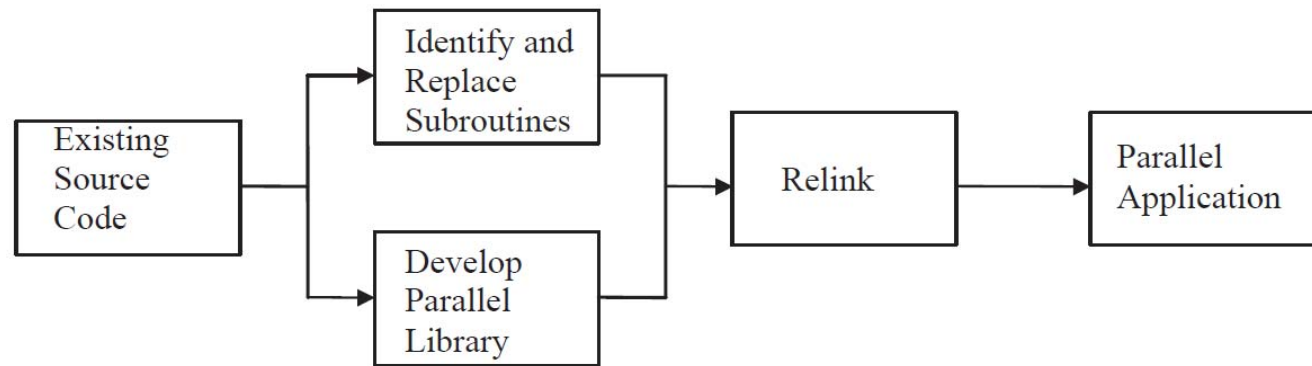 Existing
Source
Code
Identify and
Replace
Subroutines
Develop
Parallel
Library
Relink
Parallel
Application